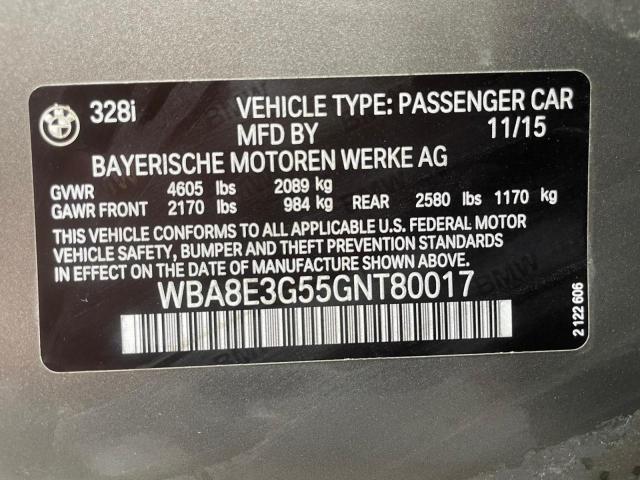 328i VEHICLE TYPE: PASSENGER CAR
MFD BY 11/15
BAYERISCHE MOTOREN WERKE AG
GVWR 4605 lbs 2089 kg
GAWR FRONT 2170 lbs 984 kg REAR 2580 lbs 1170 kg
THIS VEHICLE CONFORMS TO ALL APPLICABLE U.S. FEDERAL MOTOR
VEHICLE SAFETY, BUMPER AND THEFT PREVENTION STANDARDS
IN EFFECT ON THE DATE OF MANUFACTURE SHOWN ABOVE.
WBA8E3G55GNT80017
2 122 606